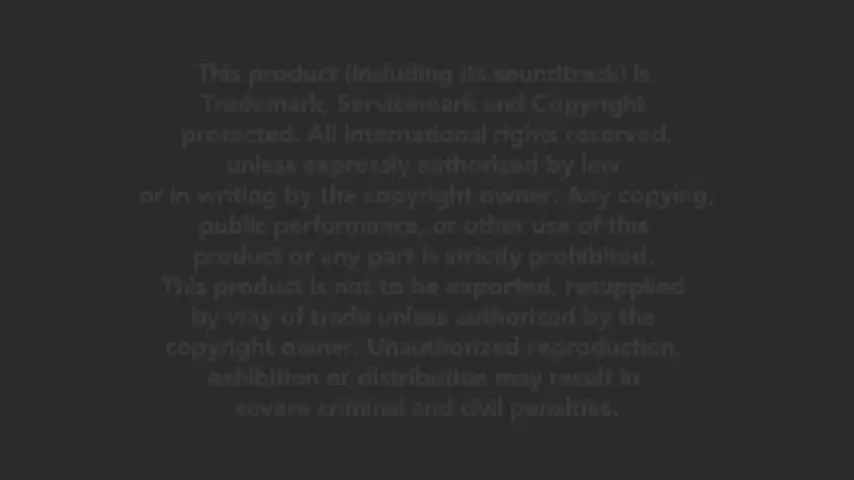 This product (including its soundtrack) is
Trademark, Servicemark and Copyright
protected. All international rights reserved,
unless expressly authorized by law
or in writing by the copyright owner. Any copying,
public performance, or other use of this
product or any part is strictly prohibited.
This product is not to be exported, resupplied
by way of trade unless authorized by the
copyright owner. Unauthorized reproduction,
exhibition or distribution may result in
severe criminal and civil penalties.